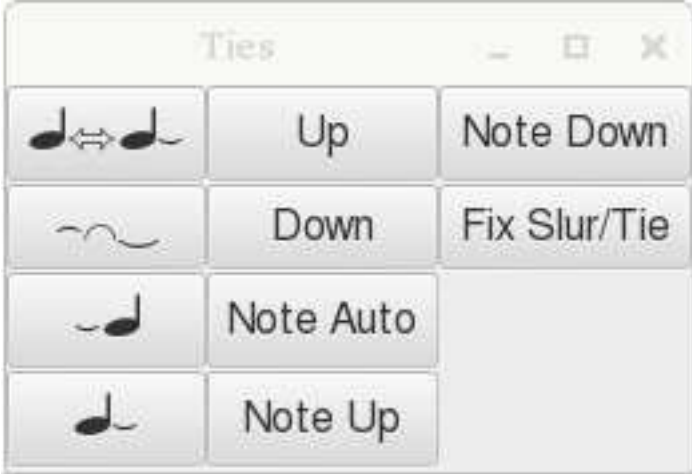 Ties
Up
Note Down
Down
Fix Slur/Tie
Note Auto
Note Up